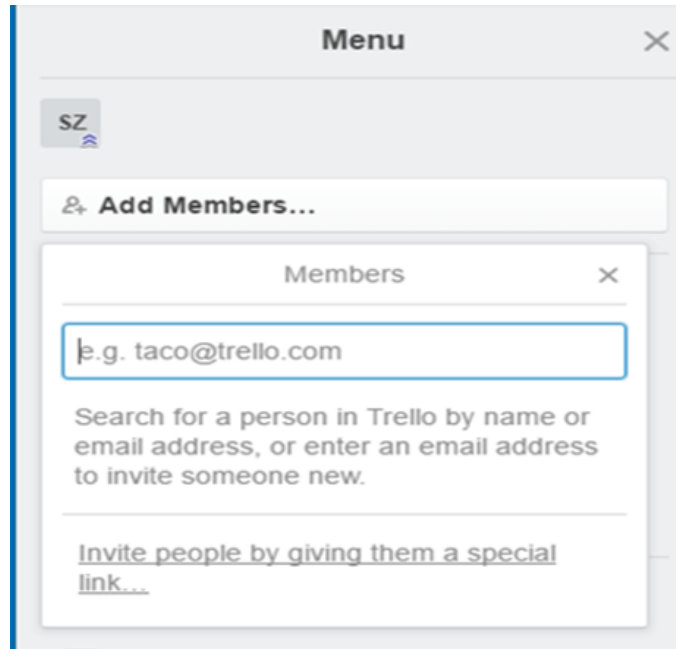 Menu
SZ
Add Members...
Members
e.g. taco@trello.com
Search for a person in Trello by name or
email address, or enter an email address
to invite someone new.
Invite people by giving them a special
link...